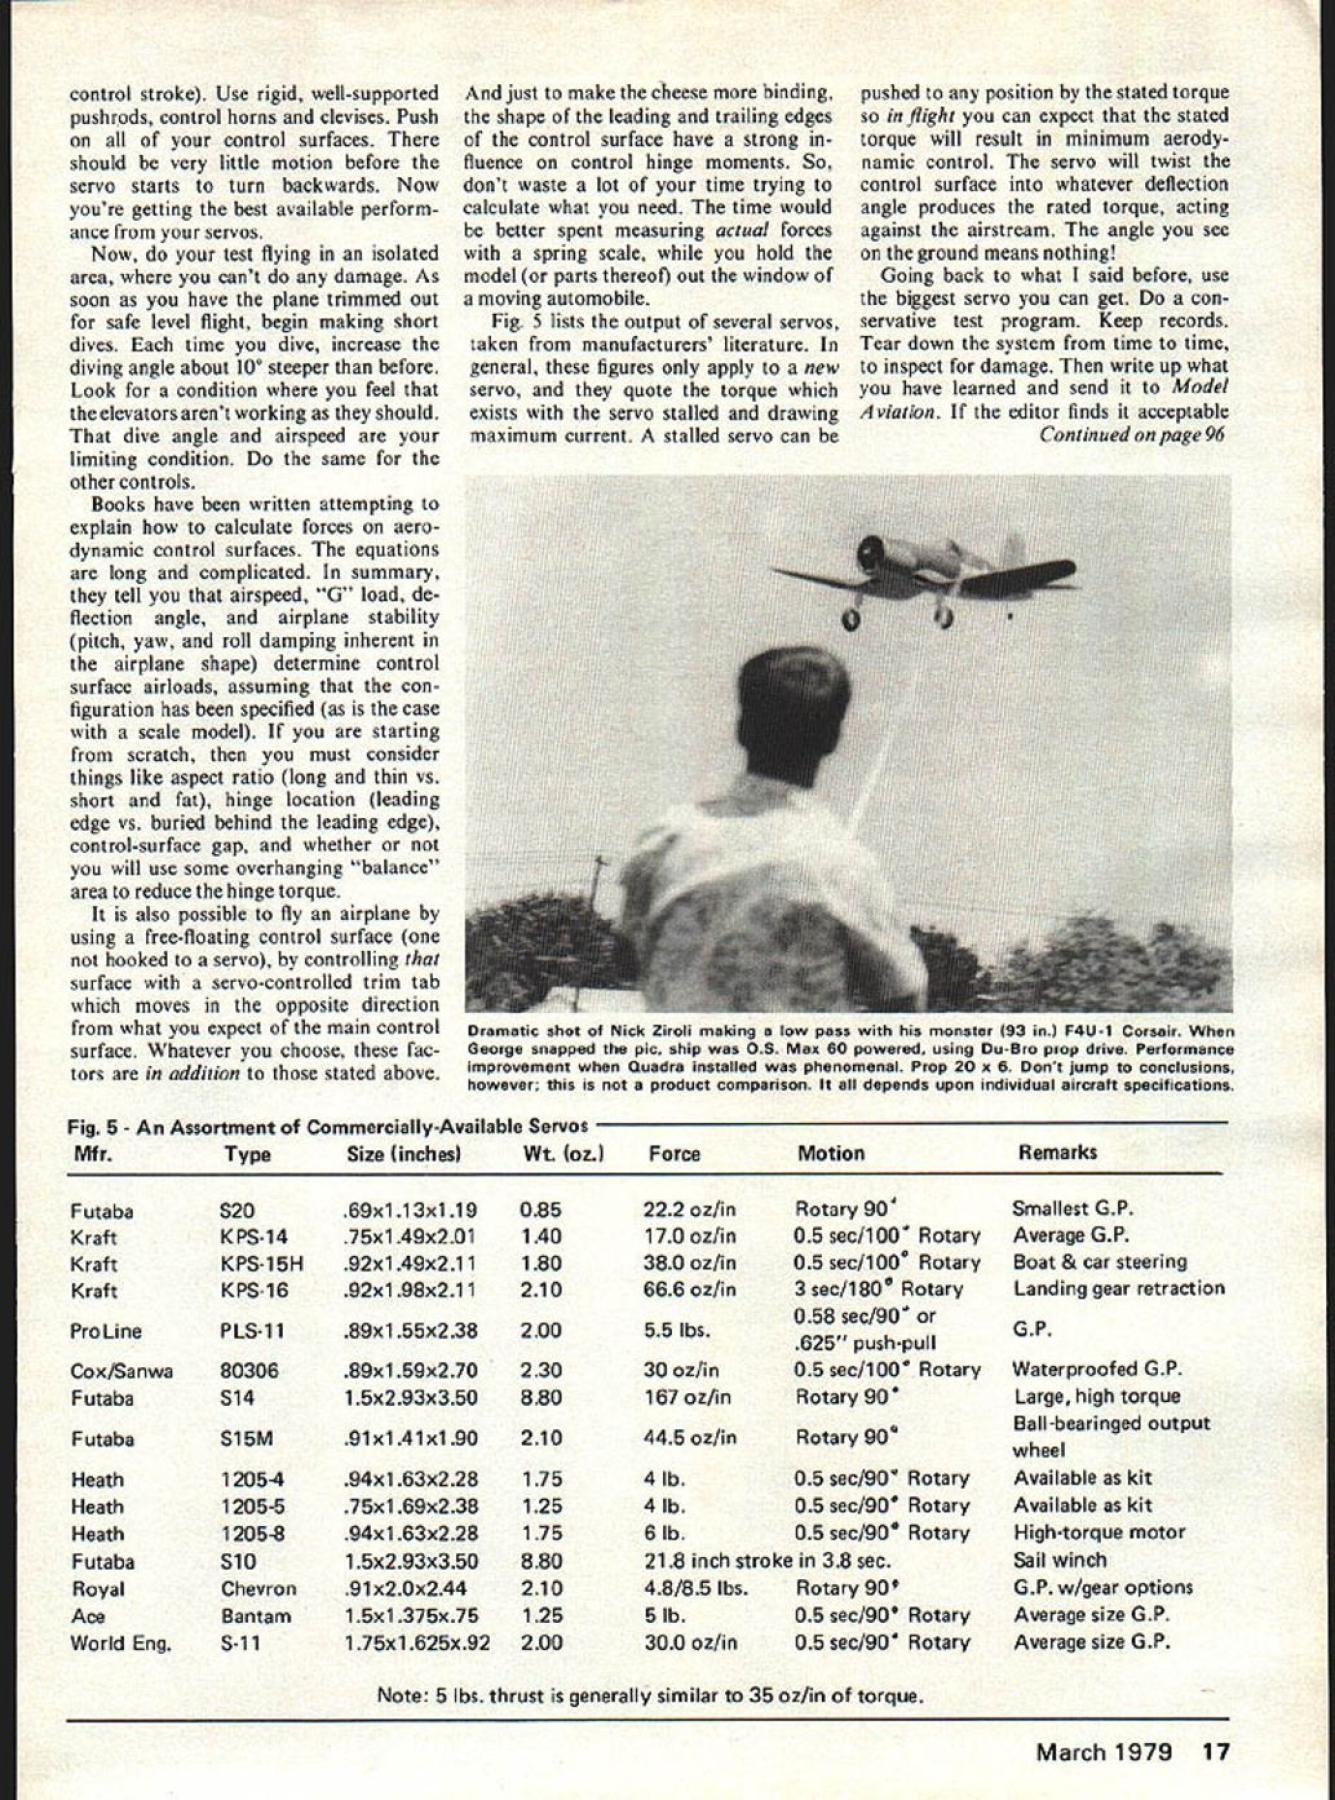 control stroke). Use rigid, well-supported
pushrods, control horns and clevises. Push
on all of your control surfaces. There
should be very little motion before the
servo starts to turn backwards. Now
you're getting the best available perform-
ance from your servos.
Now, do your test flying in an isolated
area, where you can't do any damage. As
soon as you have the plane trimmed out
for safe level flight, begin making short
dives. Each time you dive, increase the
diving angle about 10° steeper than before.
Look for a condition where you feel that
the elevators aren't working as they should.
That dive angle and airspeed are your
limiting condition. Do the same for the
other controls.
Books have been written attempting to
explain how to calculate forces on aero-
dynamic control surfaces. The equations
are long and complicated. In summary,
they tell you that airspeed, "G" load, de-
flection angle, and airplane stability
(pitch, yaw, and roll damping inherent in
the airplane shape) determine control
surface airloads, assuming that the con-
figuration has been specified (as is the case
with a scale model). If you are starting
from scratch, then you must consider
things like aspect ratio (long and thin vs.
short and fat), hinge location (leading
edge vs. buried behind the leading edge),
control-surface gap, and whether or not
you will use some overhanging "balance"
area to reduce the hinge torque.
It is also possible to fly an airplane by
using a free-floating control surface (one
not hooked to a servo), by controlling that
surface with a servo-controlled trim tab
which moves in the opposite direction
from what you expect of the main control
surface. Whatever you choose, these fac-
tors are in addition to those stated above.
And just to make the cheese more binding,
the shape of the leading and trailing edges
of the control surface have a strong in-
fluence on control hinge moments. So,
don't waste a lot of your time trying to
calculate what you need. The time would
be better spent measuring actual forces
with a spring scale, while you hold the
model (or parts thereof) out the window of
a moving automobile.
Fig. 5 lists the output of several servos,
taken from manufacturers' literature. In
general, these figures only apply to a new
servo, and they quote the torque which
exists with the servo stalled and drawing
maximum current. A stalled servo can be
pushed to any position by the stated torque
so in flight you can expect that the stated
torque will result in minimum aerody-
namic control. The servo will twist the
control surface into whatever deflection
angle produces the rated torque, acting
against the airstream. The angle you see
on the ground means nothing!
Going back to what I said before, use
the biggest servo you can get. Do a con-
servative test program. Keep records.
Tear down the system from time to time,
to inspect for damage. Then write up what
you have learned and send it to Model
Aviation. If the editor finds it acceptable
Continued on page 96
Dramatic shot of Nick Ziroli making a low pass with his monster (93 in.) F4U-1 Corsair. When
George snapped the pic, ship was O.S. Max 60 powered, using Du-Bro prop drive. Performance
improvement when Quadra installed was phenomenal. Prop 20 x 6. Don't jump to conclusions,
however; this is not a product comparison. It all depends upon individual aircraft specifications.
Fig. 5 - An Assortment of Commercially-Available Servos
Mfr. Type Size (inches) Wt. (oz.) Force Motion Remarks
Futaba S20 .69x1.13x1.19 0.85 22.2 oz/in Rotary 90° Smallest G.P.
Kraft KPS-14 .75x1.49x2.01 1.40 17.0 oz/in 0.5 sec/100° Rotary Average G.P.
Kraft KPS-15H .92x1.49x2.11 1.80 38.0 oz/in 0.5 sec/100° Rotary Boat & car steering
Kraft KPS-16 .92x1.98x2.11 2.10 66.6 oz/in 3 sec/180° Rotary Landing gear retraction
ProLine PLS-11 .89x1.55x2.38 2.00 5.5 lbs. 0.58 sec/90° or
.625" push-pull G.P.
Cox/Sanwa 80306 .89x1.59x2.70 2.30 30 oz/in 0.5 sec/100° Rotary Waterproofed G.P.
Futaba S14 1.5x2.93x3.50 8.80 167 oz/in Rotary 90° Large, high torque
Futaba S15M .91x1.41x1.90 2.10 44.5 oz/in Rotary 90° Ball-bearinged output
wheel
Heath 1205-4 .94x1.63x2.28 1.75 4 lb. 0.5 sec/90° Rotary Available as kit
Heath 1205-5 .75x1.69x2.38 1.25 4 lb. 0.5 sec/90° Rotary Available as kit
Heath 1205-8 .94x1.63x2.28 1.75 6 lb. 0.5 sec/90° Rotary High-torque motor
Futaba S10 1.5x2.93x3.50 8.80 21.8 inch stroke in 3.8 sec. Sail winch
Royal Chevron .91x2.0x2.44 2.10 4.8/8.5 lbs. Rotary 90° G.P. w/gear options
Ace Bantam 1.5x1.375x.75 1.25 5 lb. 0.5 sec/90° Rotary Average size G.P.
World Eng. S-11 1.75x1.625x.92 2.00 30.0 oz/in 0.5 sec/90° Rotary Average size G.P.
Note: 5 lbs. thrust is generally similar to 35 oz/in of torque.
March 1979 17